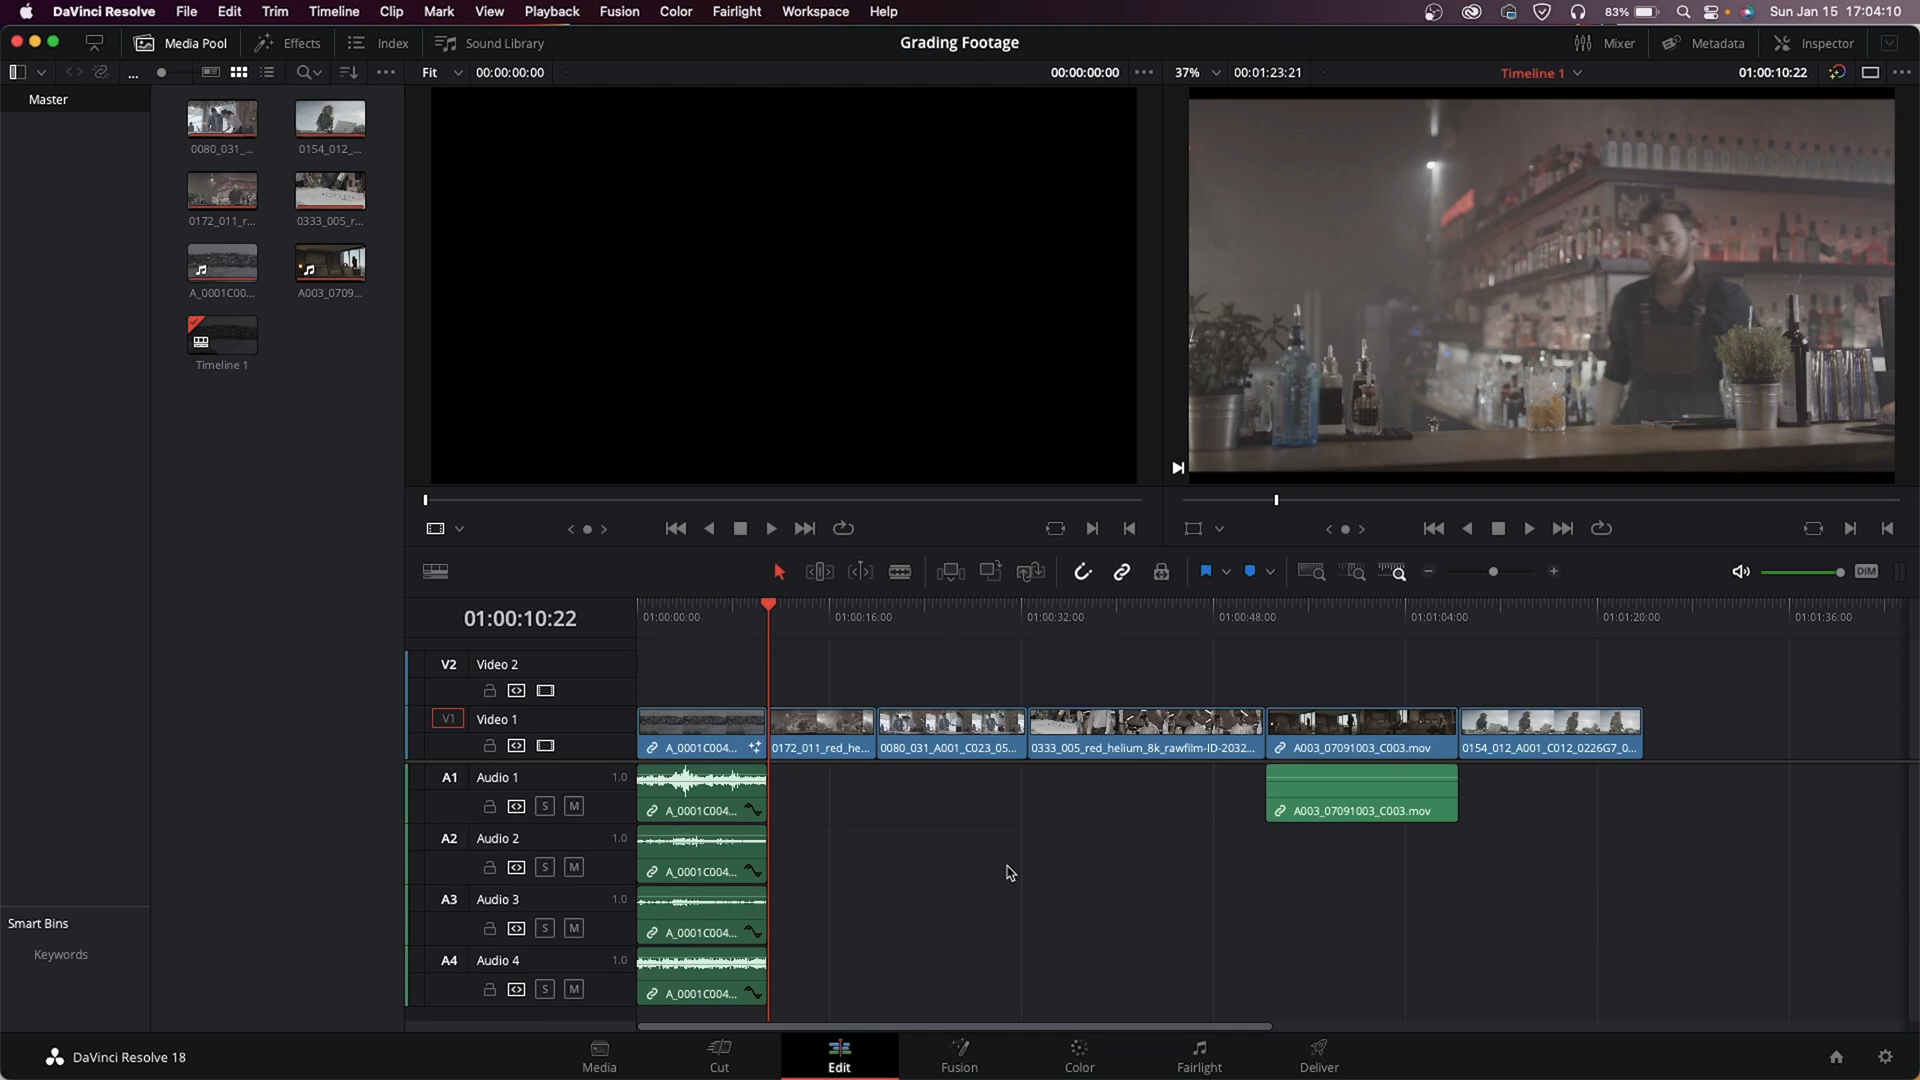 DaVinci Resolve File Edit Trim Timeline Clip Mark View Playback Fusion Color Fairlight Workspace Help 83% Sun Jan 15 17:04:10
Media Pool Effects Index Sound Library Grading Footage Mixer Metadata Inspector
... Fit 00:00:00:00 00:00:00:00 37% 00:01:23:21 Timeline 1 01:00:10:22
Master
0080_031_... 0154_012_...
0172_011_r... 0333_005_r...
A_0001C00... A003_0709...
Timeline 1
DIM
01:00:10:22 01:00:00:00 01:00:16:00 01:00:32:00 01:00:48:00 01:01:04:00 01:01:20:00 01:01:36:00
V2 Video 2
V1 Video 1
A_0001C004... 0172_011_red_he... 0080_031_A001_C023_05... 0333_005_red_helium_8k_rawfilm-ID-2032... A003_07091003_C003.mov 0154_012_A001_C012_0226G7_0...
A1 Audio 1 1.0
S M A_0001C004... A003_07091003_C003.mov
A2 Audio 2 1.0
S M A_0001C004...
A3 Audio 3 1.0
S M A_0001C004...
A4 Audio 4 1.0
S M A_0001C004...
Smart Bins
Keywords
DaVinci Resolve 18 Media Cut Edit Fusion Color Fairlight Deliver